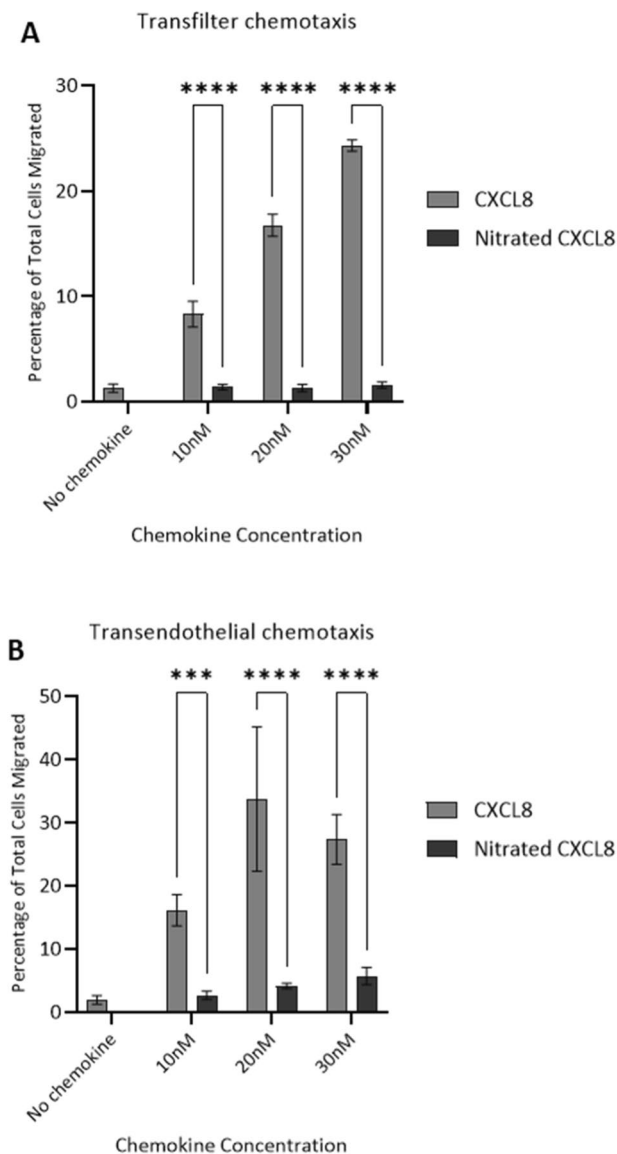 A
Transfilter chemotaxis
Percentage of Total Cells Migrated
30
20
10
0
**** **** ****
No chemokine
10nM
20nM
30nM
Chemokine Concentration
CXCL8
Nitrated CXCL8
B
Transendothelial chemotaxis
Percentage of Total Cells Migrated
50
40
30
20
10
0
*** **** ****
No chemokine
10nM
20nM
30nM
Chemokine Concentration
CXCL8
Nitrated CXCL8